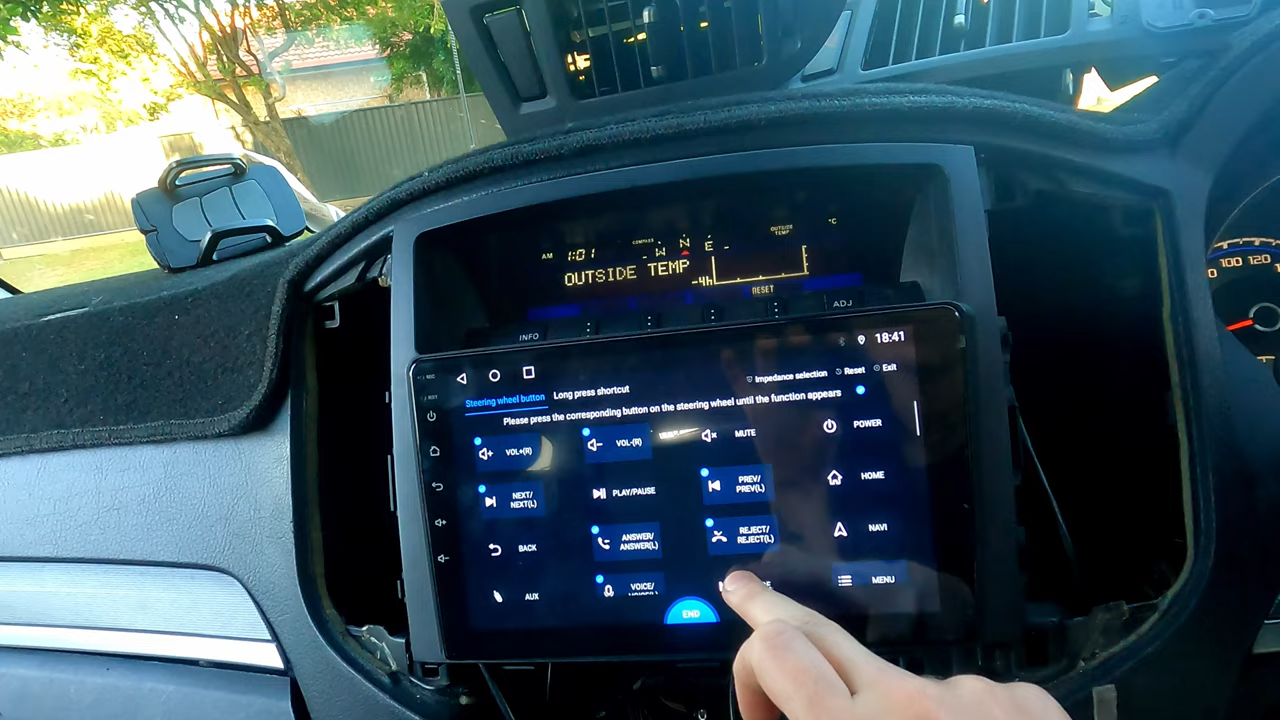 COMPASS
OUTSIDE TEMP
°C
AM 1:01
W N E
OUTSIDE TEMP
-4h
RESET
INFO
ADJ
18:41
Steering wheel button
Long press shortcut
Impedance selection
Reset
Exit
Please press the corresponding button on the steering wheel until the function appears
VOL+(R)
VOL-(R)
MUTE
POWER
NEXT/
NEXT(L)
PLAY/PAUSE
PREV/
PREV(L)
HOME
BACK
ANSWER/
ANSWER(L)
REJECT/
REJECT(L)
NAVI
AUX
VOICE/
MENU
END
100 120